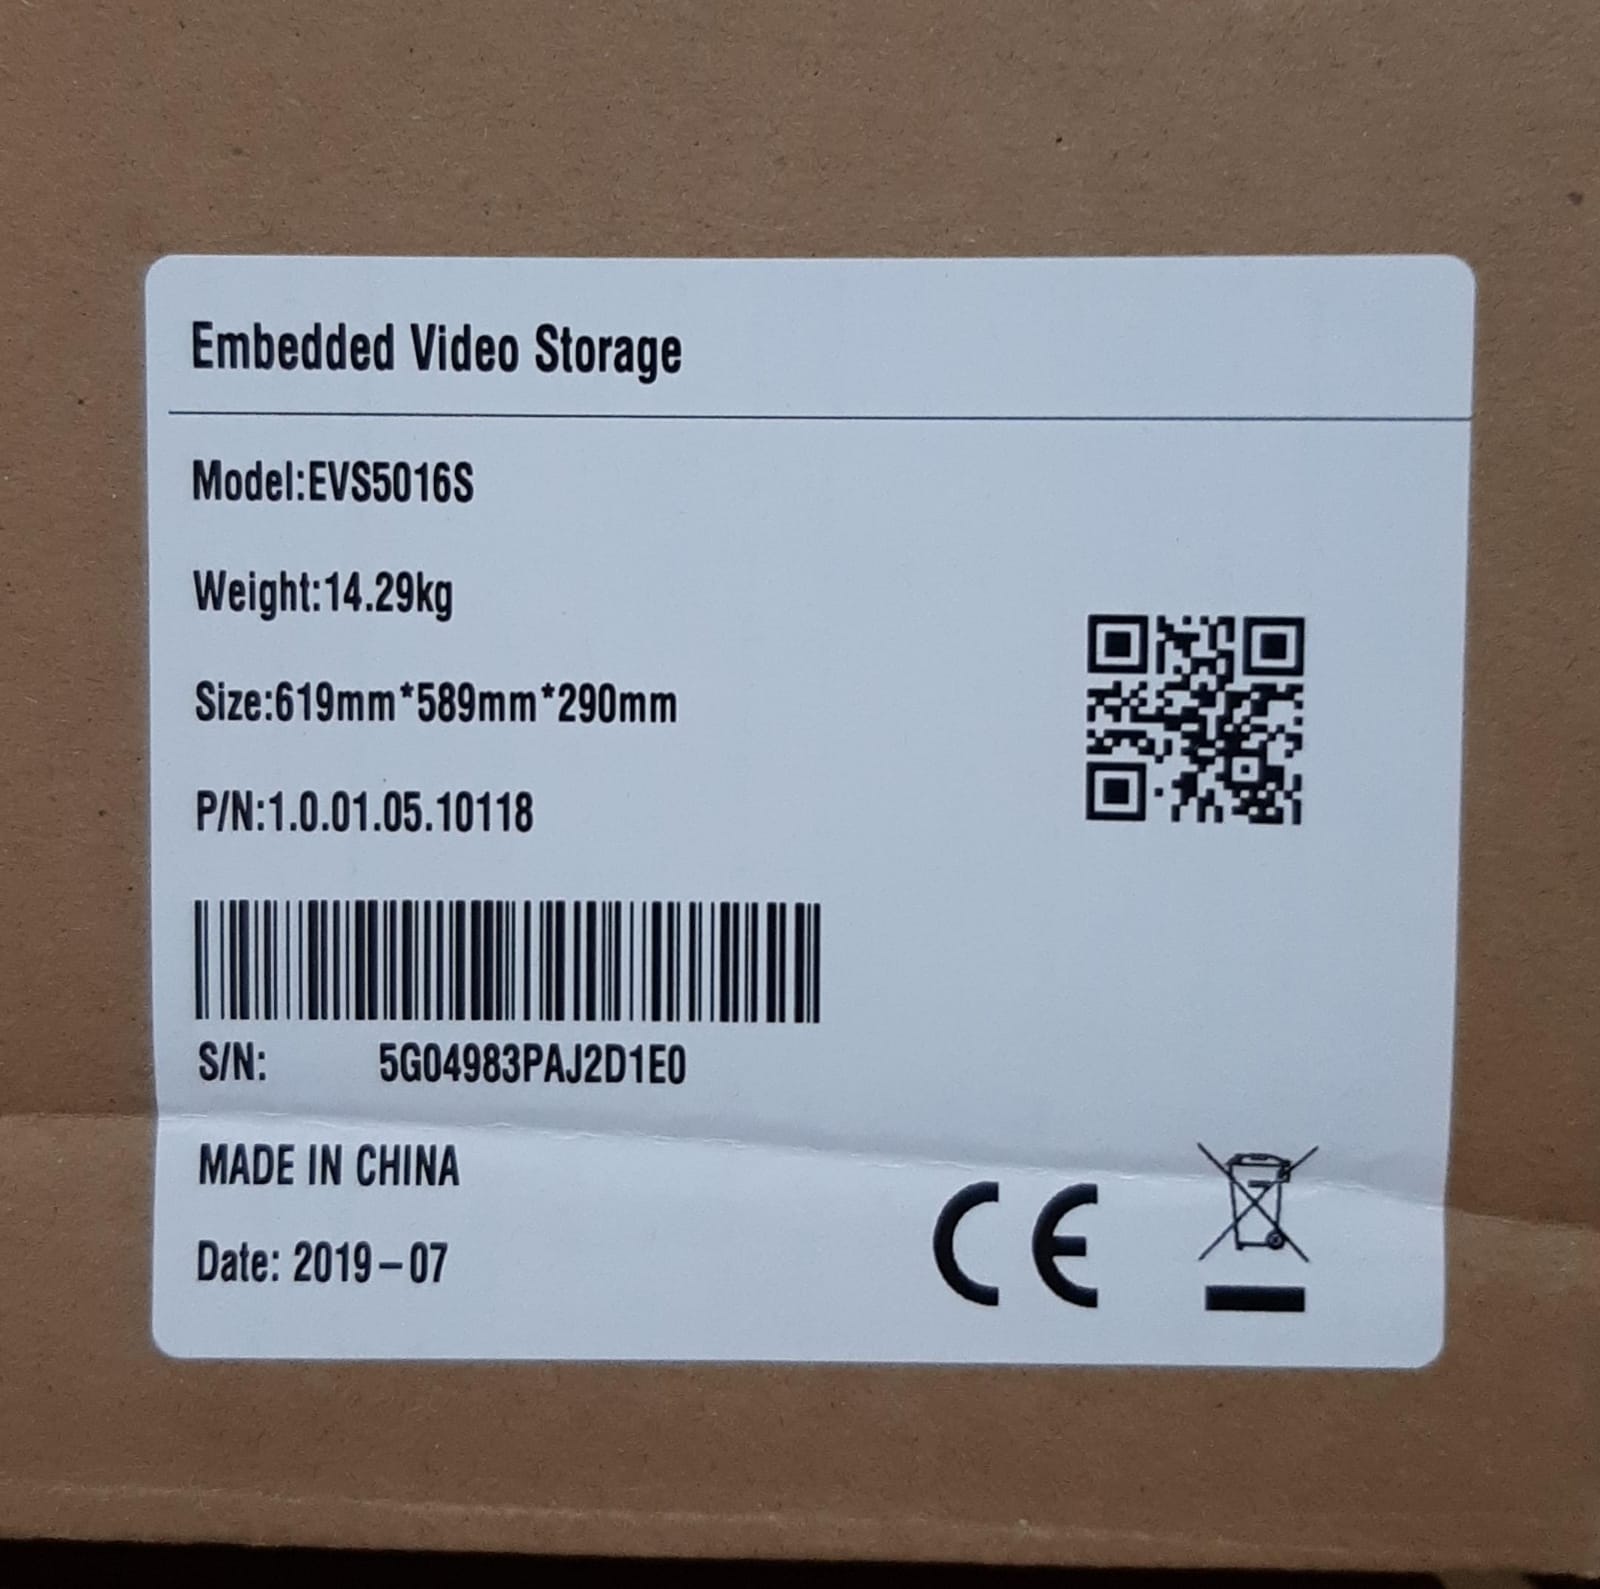 Embedded Video Storage
Model:EVS5016S
Weight:14.29kg
Size:619mm*589mm*290mm
P/N:1.0.01.05.10118
S/N: 5G04983PAJ2D1E0
MADE IN CHINA
Date: 2019-07
CE